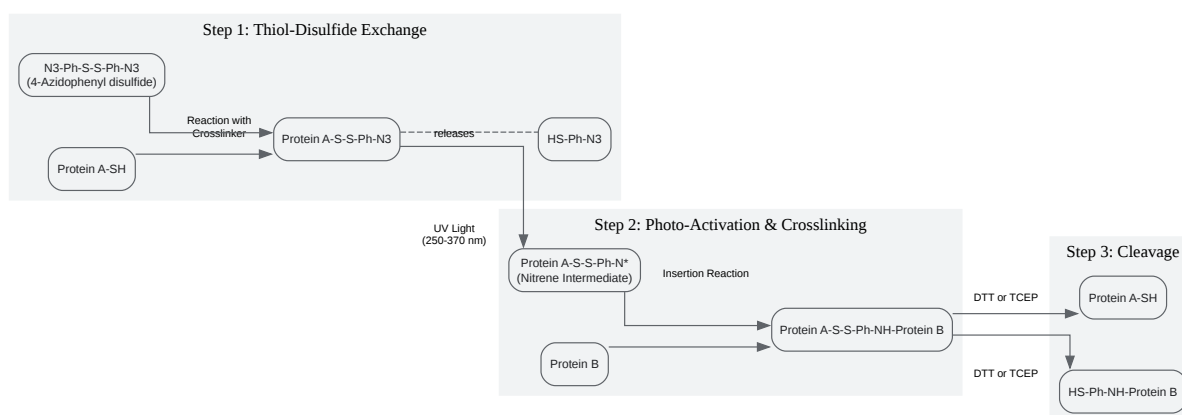 Step 1: Thiol-Disulfide Exchange
N3-Ph-S-S-Ph-N3
(4-Azidophenyl disulfide)
Reaction with
Crosslinker
Protein A-SH
Protein A-S-S-Ph-N3
releases
HS-Ph-N3
UV Light
(250-370 nm)
Step 2: Photo-Activation & Crosslinking
Protein A-S-S-Ph-N*
(Nitrene Intermediate)
Insertion Reaction
Protein B
Protein A-S-S-Ph-NH-Protein B
DTT or TCEP
DTT or TCEP
Step 3: Cleavage
Protein A-SH
HS-Ph-NH-Protein B